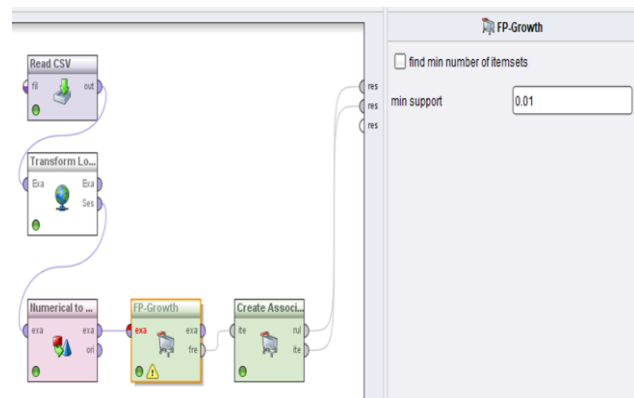 Read CSV
fil
out
Transform Lo...
Exa
Exa
Ses
Numerical to ...
exa
exa
ori
FP-Growth
exa
exa
fre
Create Associ...
ite
rul
ite
res
res
res
FP-Growth
find min number of itemsets
min support
0.01